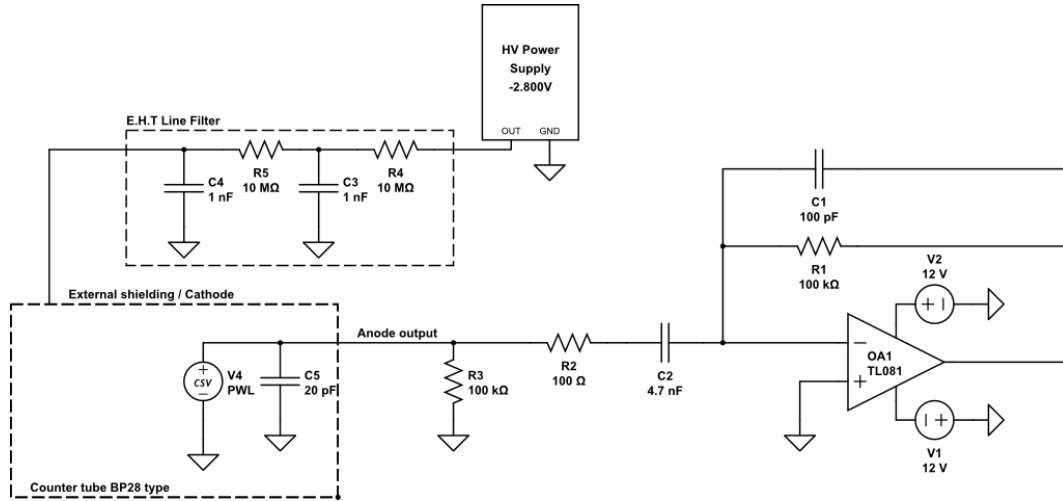 HV Power
Supply
-2.800V
OUT
GND
E.H.T Line Filter
C4
1 nF
R5
10 MΩ
C3
1 nF
R4
10 MΩ
C1
100 pF
R1
100 kΩ
V2
12 V
External shielding / Cathode
Anode output
V4
PWL
CSV
C5
20 pF
R3
100 kΩ
R2
100 Ω
C2
4.7 nF
OA1
TL081
V1
12 V
Counter tube BP28 type